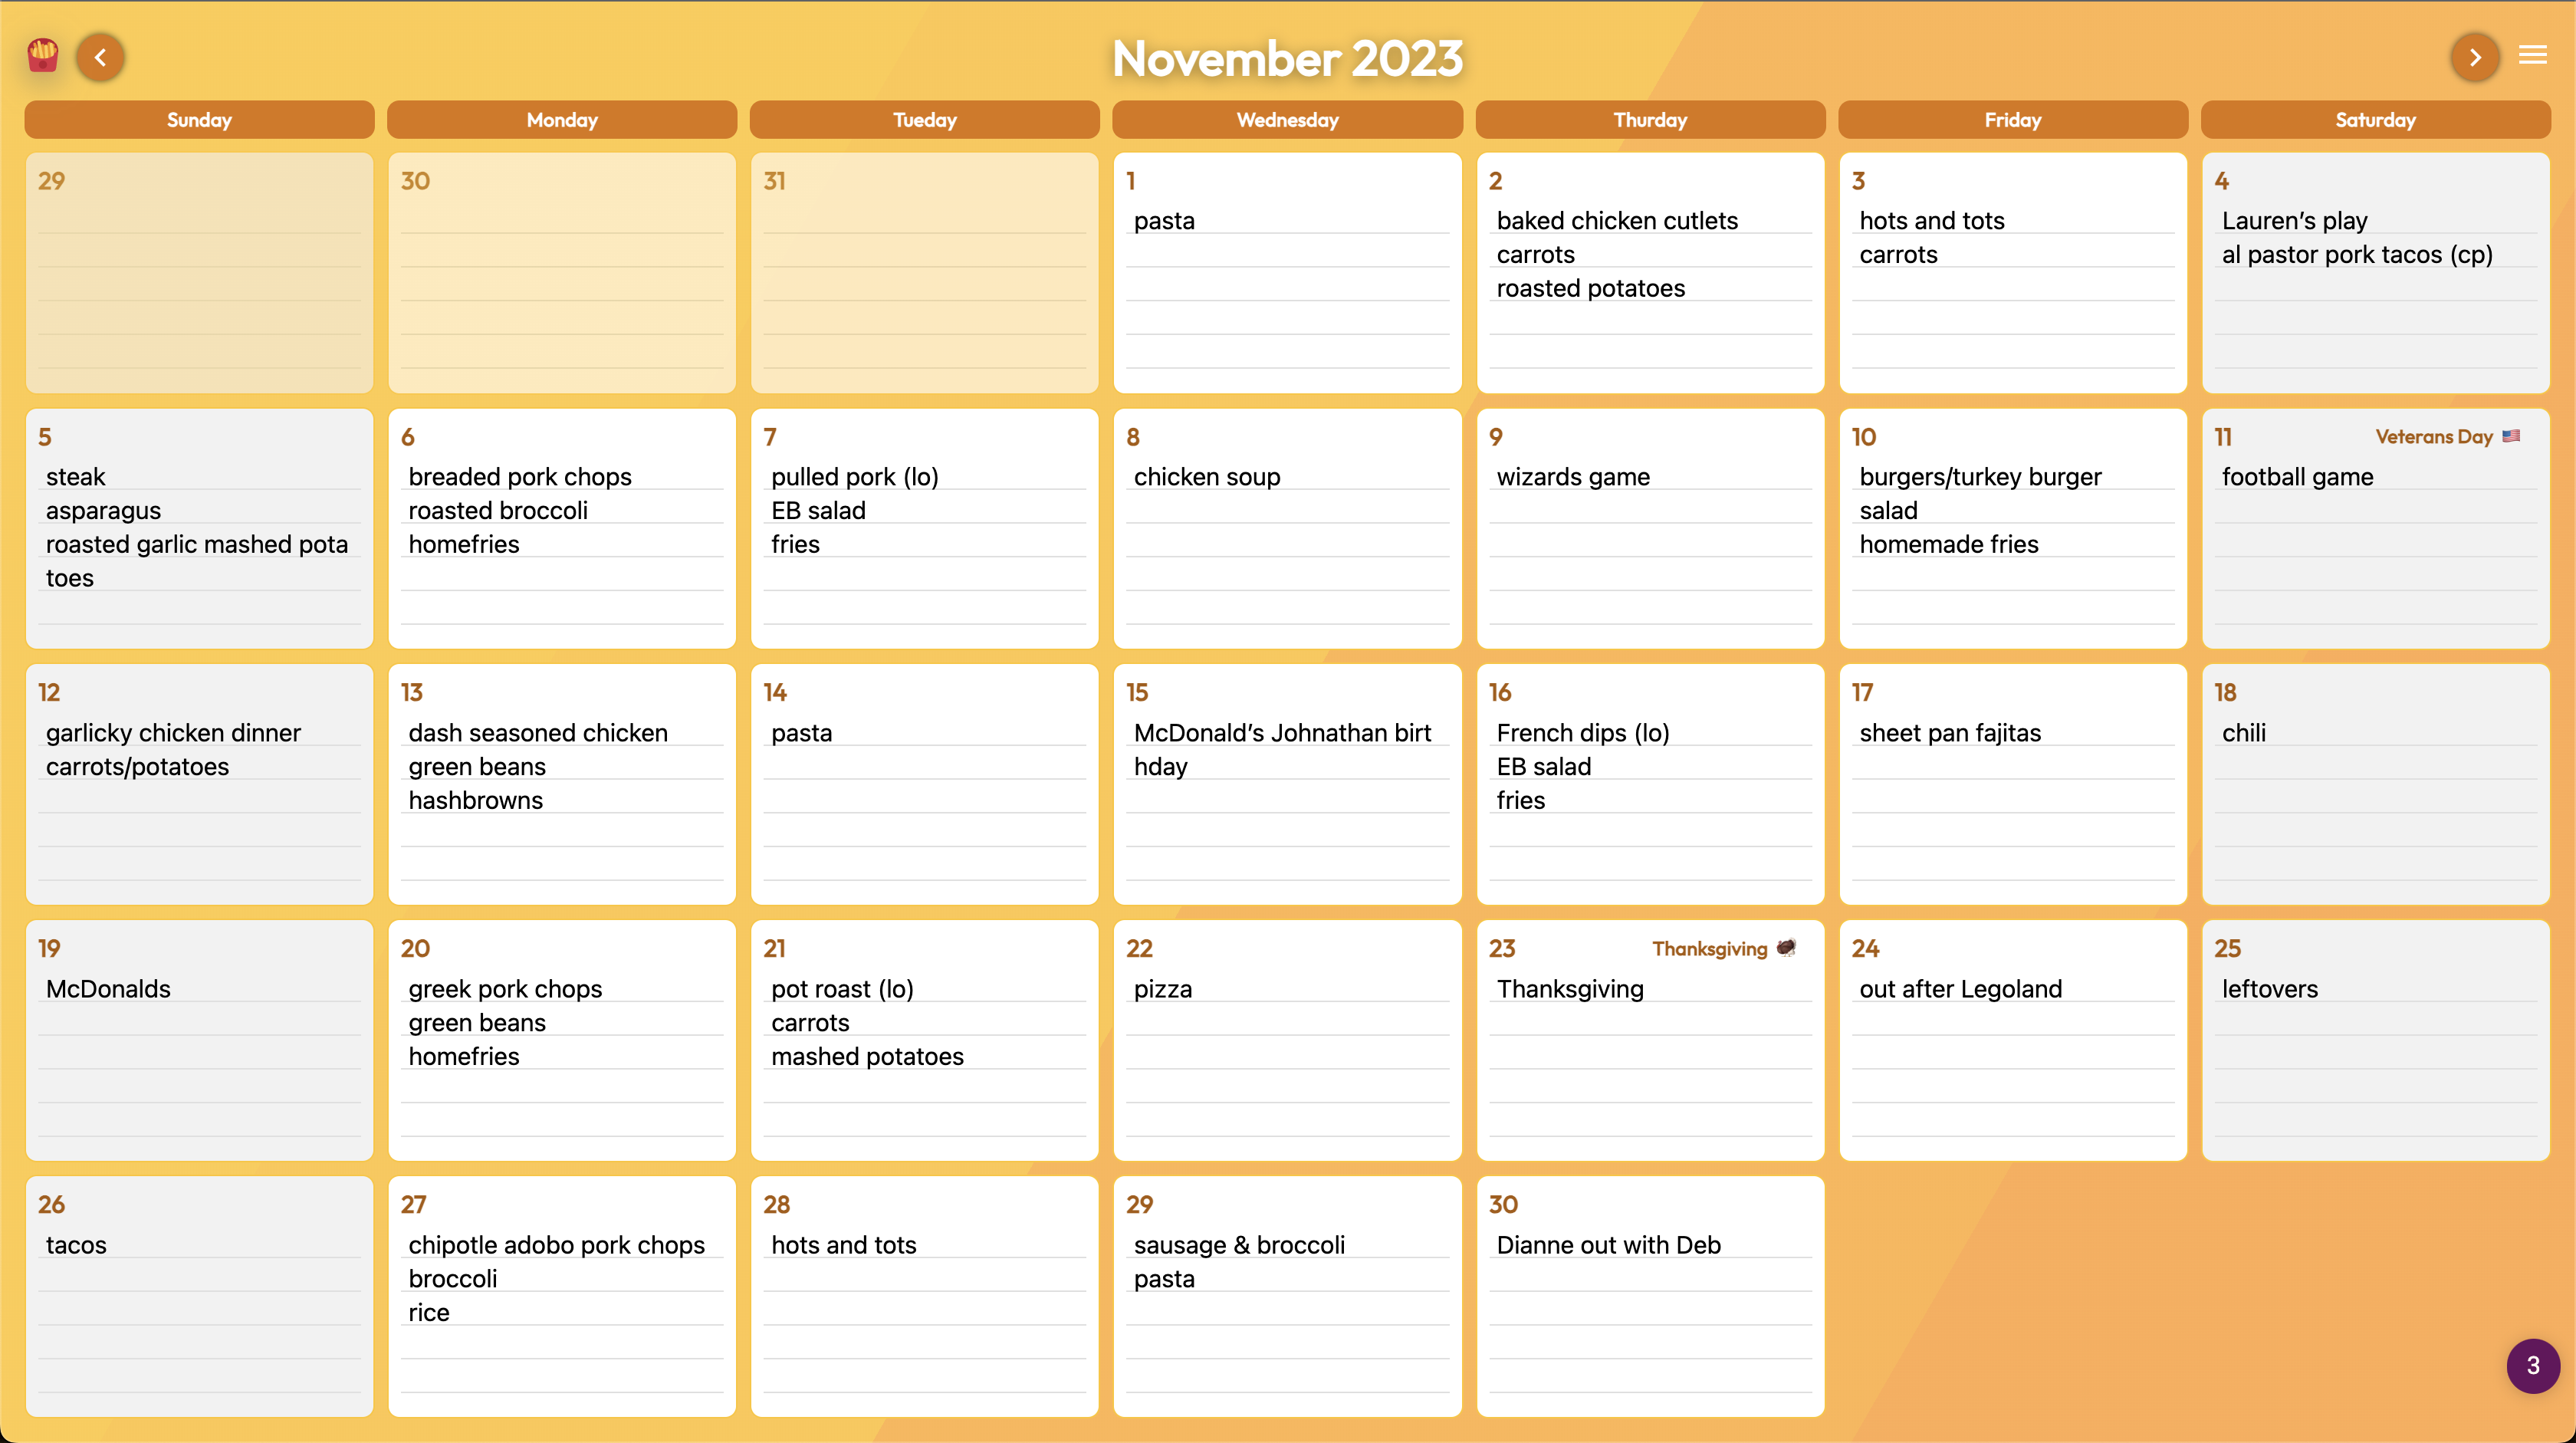 November 2023
Sunday
Monday
Tueday
Wednesday
Thurday
Friday
Saturday
29
30
31
1
pasta
2
baked chicken cutlets
carrots
roasted potatoes
3
hots and tots
carrots
4
Lauren's play
al pastor pork tacos (cp)
5
steak
asparagus
roasted garlic mashed pota
toes
6
breaded pork chops
roasted broccoli
homefries
7
pulled pork (lo)
EB salad
fries
8
chicken soup
9
wizards game
10
burgers/turkey burger
salad
homemade fries
11 Veterans Day 🇺🇸
football game
12
garlicky chicken dinner
carrots/potatoes
13
dash seasoned chicken
green beans
hashbrowns
14
pasta
15
McDonald's Johnathan birt
hday
16
French dips (lo)
EB salad
fries
17
sheet pan fajitas
18
chili
19
McDonalds
20
greek pork chops
green beans
homefries
21
pot roast (lo)
carrots
mashed potatoes
22
pizza
23 Thanksgiving 🦃
Thanksgiving
24
out after Legoland
25
leftovers
26
tacos
27
chipotle adobo pork chops
broccoli
rice
28
hots and tots
29
sausage & broccoli
pasta
30
Dianne out with Deb
3